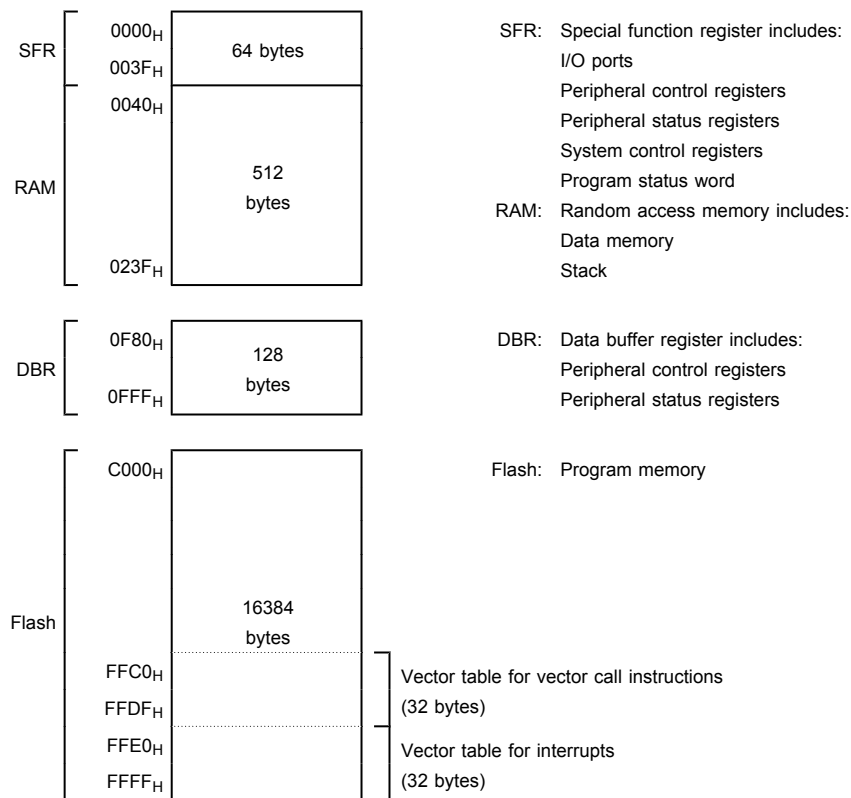 0000H
SFR
64 bytes
003FH
0040H
RAM
512
bytes
023FH
SFR: Special function register includes:
I/O ports
Peripheral control registers
Peripheral status registers
System control registers
Program status word
RAM: Random access memory includes:
Data memory
Stack
0F80H
DBR
128
bytes
0FFFH
DBR: Data buffer register includes:
Peripheral control registers
Peripheral status registers
C000H
Flash: Program memory
Flash
16384
bytes
FFC0H
Vector table for vector call instructions
FFDFH
(32 bytes)
FFE0H
Vector table for interrupts
FFFFH
(32 bytes)